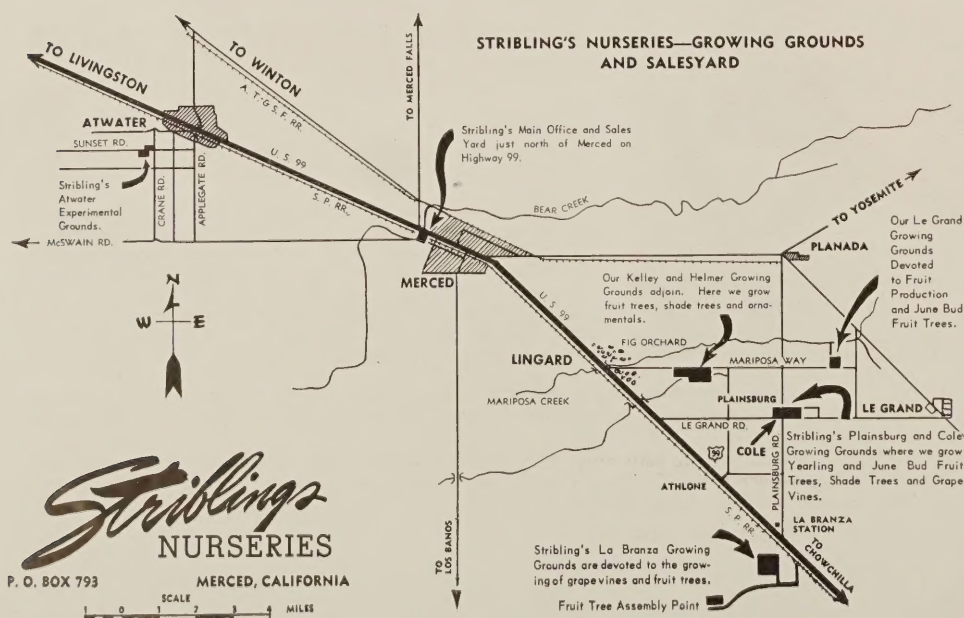 STRIBLING'S NURSERIES—GROWING GROUNDS
AND SALESYARD
TO LIVINGSTON
TO WINTON
A. T. & S. F. RR.
TO MERCED FALLS
ATWATER
SUNSET RD.
CRANE RD.
APPLEGATE RD.
U. S. 99
S. P. RR.
Stribling's
Atwater
Experimental
Grounds.
McSWAIN RD.
Stribling's Main Office and Sales
Yard just north of Merced on
Highway 99.
BEAR CREEK
TO YOSEMITE
PLANADA
Our Le Grand
Growing
Grounds
Devoted
to Fruit
Production
and June Bud
Fruit Trees.
N
W
E
MERCED
Our Kelley and Helmer Growing
Grounds adjoin. Here we grow
fruit trees, shade trees and orna-
mentals.
U. S. 99
LINGARD
FIG ORCHARD
MARIPOSA WAY
MARIPOSA CREEK
PLAINSBURG
LE GRAND
LE GRAND RD.
99
COLE
PLAINSBURG RD.
Stribling's Plainsburg and Cole
Growing Grounds where we grow
Yearling and June Bud Fruit
Trees, Shade Trees and Grape
Vines.
ATHLONE
S. P. RR.
LA BRANZA
STATION
TO
CHOWCHILLA
TO
LOS BANOS
Stribling's La Branza Growing
Grounds are devoted to the grow-
ing of grapevines and fruit trees.
Fruit Tree Assembly Point
Striblings
NURSERIES
P. O. BOX 793
MERCED, CALIFORNIA
SCALE
1 0 1 2 3 4 MILES